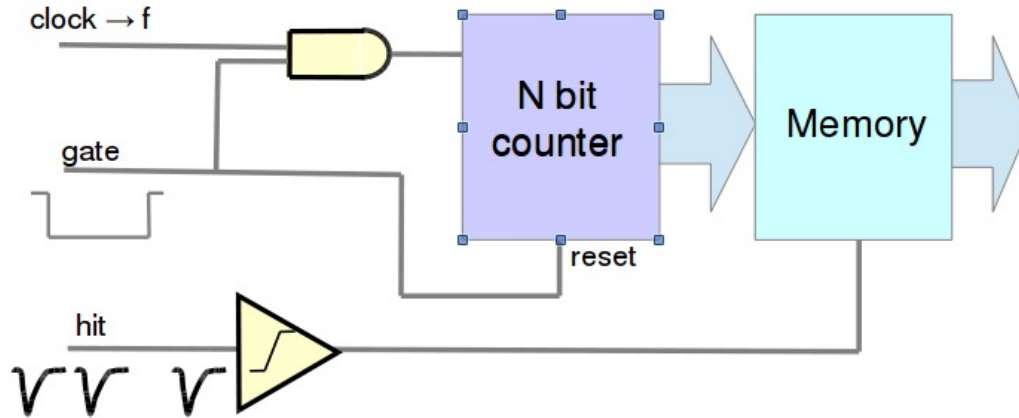 clock → f
N bit
counter
Memory
gate
reset
hit